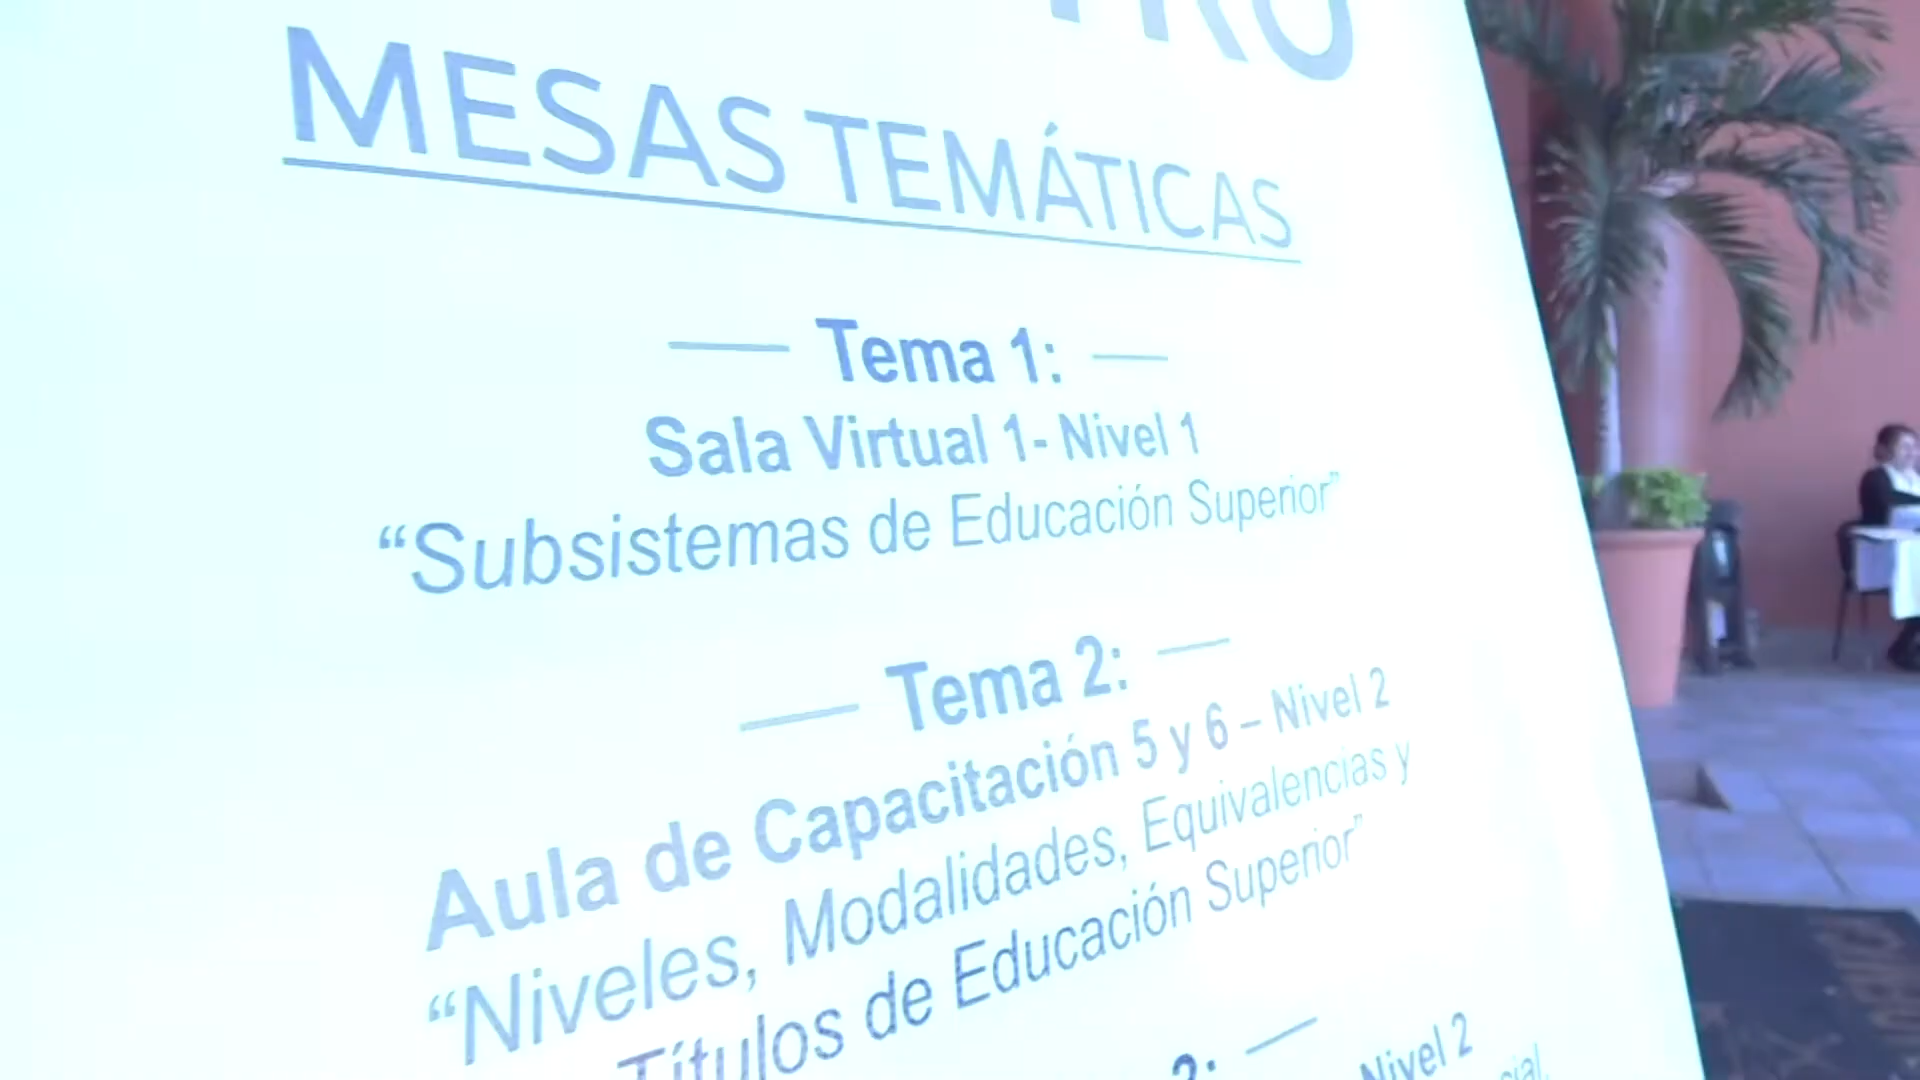 MESAS TEMÁTICAS
Tema 1:
Sala Virtual 1- Nivel 1
“Subsistemas de Educación Superior”
Tema 2:
Aula de Capacitación 5 y 6 – Nivel 2
“Niveles, Modalidades, Equivalencias y
Títulos de Educación Superior”
Nivel 2